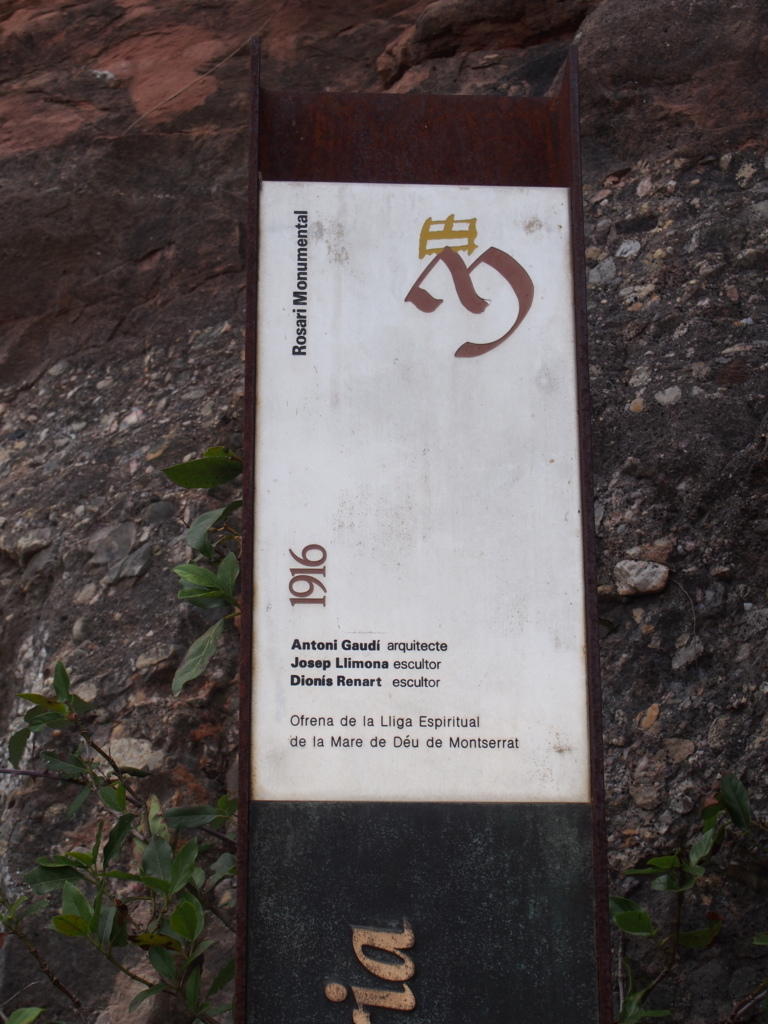 Rosari Monumental
1916
Antoni Gaudí arquitecte
Josep Llimona escultor
Dionís Renart escultor
Ofrena de la Lliga Espiritual
de la Mare de Déu de Montserrat
ria